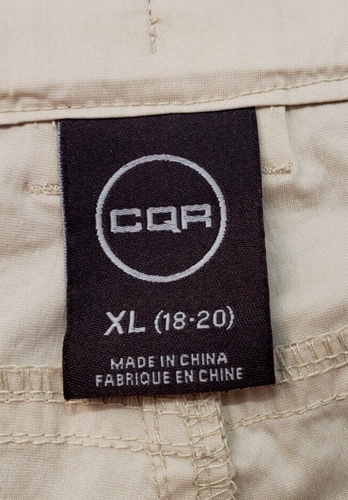 CQR
XL (18-20)
MADE IN CHINA
FABRIQUE EN CHINE